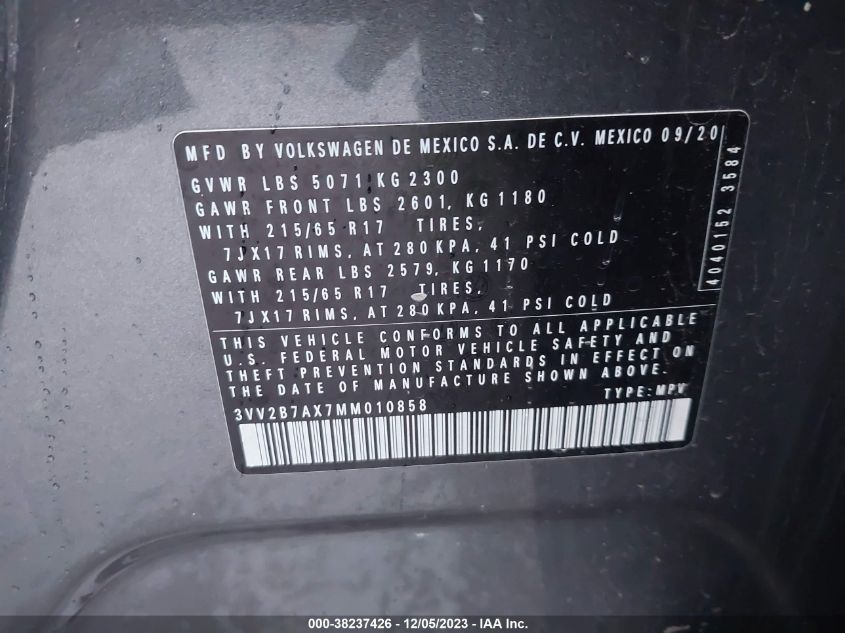 MFD BY VOLKSWAGEN DE MEXICO S.A. DE C.V. MEXICO 09/20
GVWR LBS 5071 KG 2300
GAWR FRONT LBS 2601, KG 1180
WITH 215/65 R17 TIRES,
7JX17 RIMS, AT 280 KPA, 41 PSI COLD
GAWR REAR LBS 2579, KG 1170
WITH 215/65 R17 TIRES,
7JX17 RIMS, AT 280 KPA, 41 PSI COLD
THIS VEHICLE CONFORMS TO ALL APPLICABLE
U.S. FEDERAL MOTOR VEHICLE SAFETY AND
THEFT PREVENTION STANDARDS IN EFFECT ON
THE DATE OF MANUFACTURE SHOWN ABOVE.
3VV2B7AX7MM010858 TYPE:MPV
4040152 3584
000-38237426 - 12/05/2023 - IAA Inc.